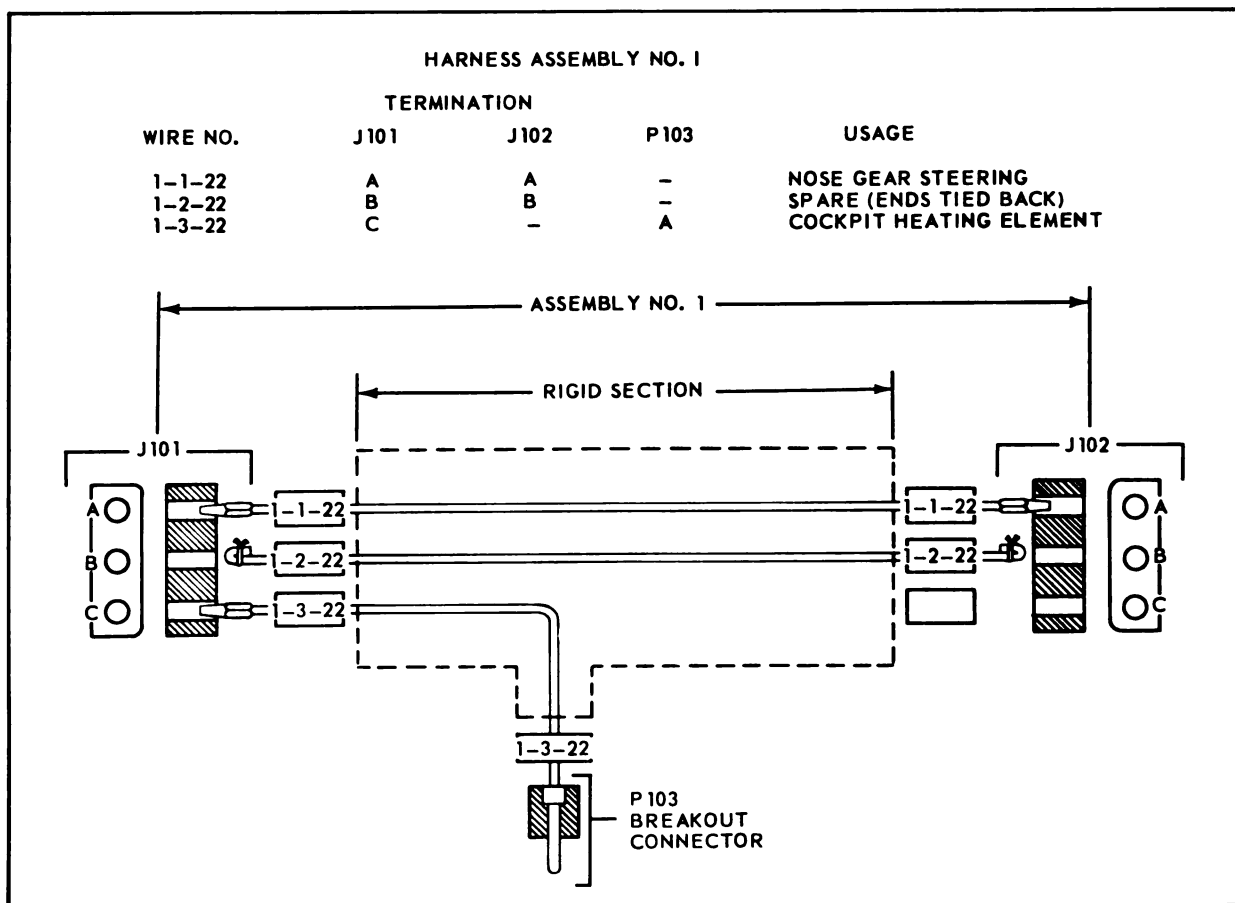 HARNESS ASSEMBLY NO. I
TERMINATION
WIRE NO. J101 J102 P103 USAGE
1-1-22 A A - NOSE GEAR STEERING
1-2-22 B B - SPARE (ENDS TIED BACK)
1-3-22 C - A COCKPIT HEATING ELEMENT
ASSEMBLY NO. 1
RIGID SECTION
J101
J102
A 1-1-22 1-1-22 A
B 1-2-22 1-2-22 B
C 1-3-22 C
1-3-22
P103
BREAKOUT
CONNECTOR